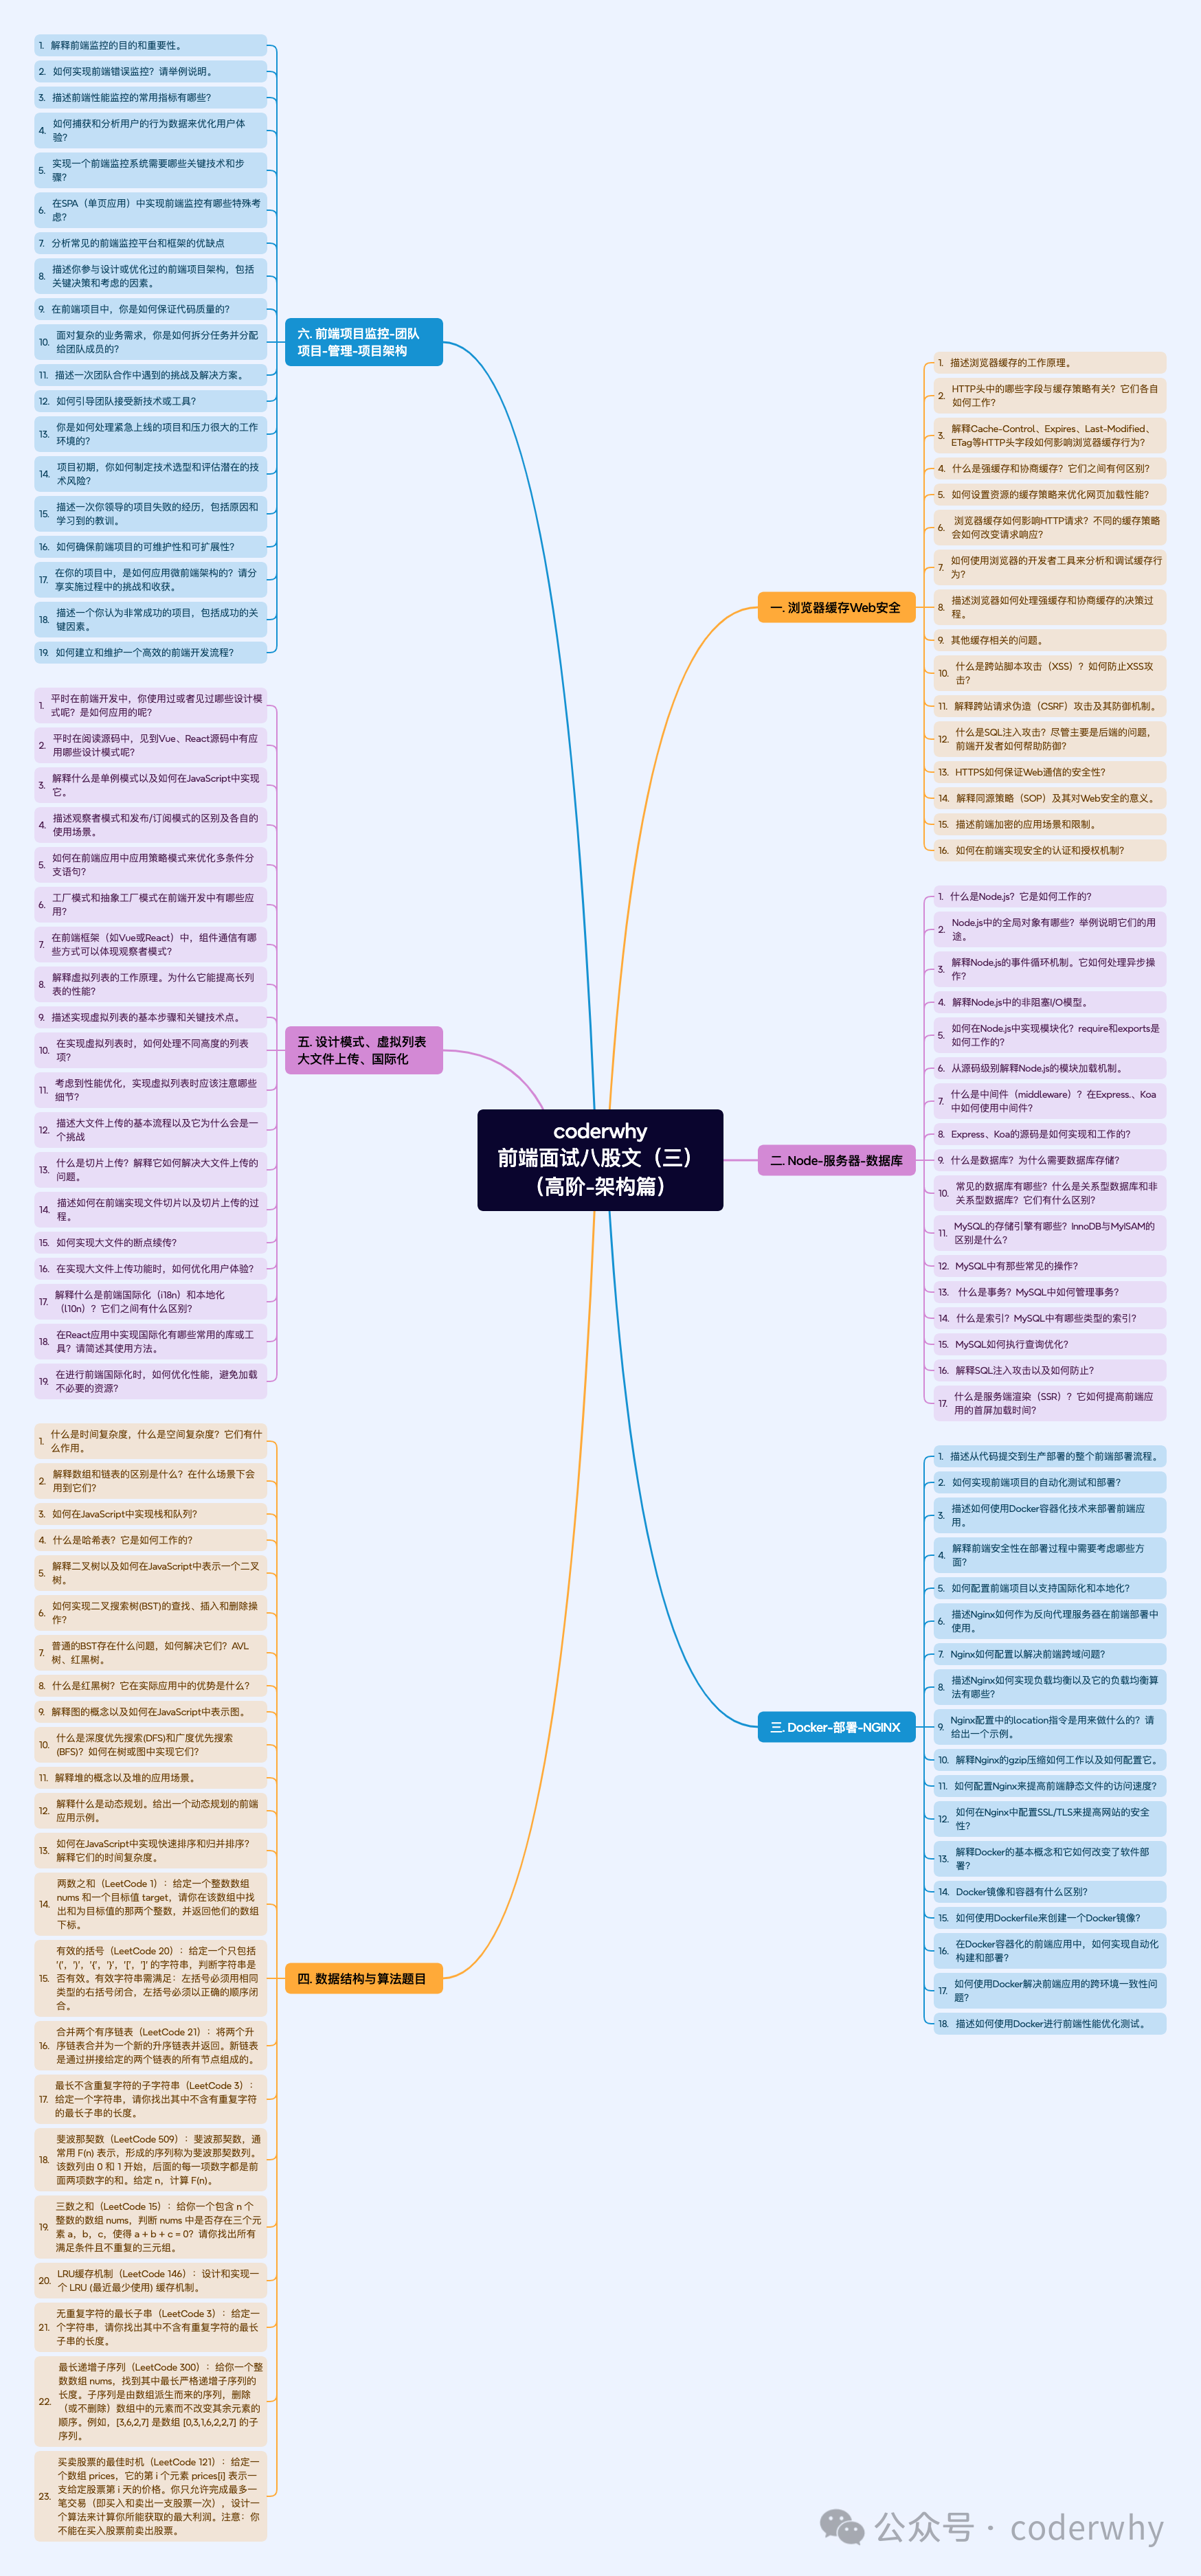 coderwhy
前端面试八股文（三）
（高阶-架构篇）
一. 浏览器缓存Web安全
1. 描述浏览器缓存的工作原理。
2. HTTP头中的哪些字段与缓存策略有关？它们各自
如何工作？
3. 解释Cache-Control、Expires、Last-Modified、
ETag等HTTP头字段如何影响浏览器缓存行为？
4. 什么是强缓存和协商缓存？它们之间有何区别？
5. 如何设置资源的缓存策略来优化网页加载性能？
6. 浏览器缓存如何影响HTTP请求？不同的缓存策略
会如何改变请求响应？
7. 如何使用浏览器的开发者工具来分析和调试缓存行
为？
8. 描述浏览器如何处理强缓存和协商缓存的决策过
程。
9. 其他缓存相关的问题。
10. 什么是跨站脚本攻击（XSS）？如何防止XSS攻
击？
11. 解释跨站请求伪造（CSRF）攻击及其防御机制。
12. 什么是SQL注入攻击？尽管主要是后端的问题，
前端开发者如何帮助防御？
13. HTTPS如何保证Web通信的安全性？
14. 解释同源策略（SOP）及其对Web安全的意义。
15. 描述前端加密的应用场景和限制。
16. 如何在前端实现安全的认证和授权机制？
二. Node-服务器-数据库
1. 什么是Node.js？它是如何工作的？
2. Node.js中的全局对象有哪些？举例说明它们的用
途。
3. 解释Node.js的事件循环机制。它如何处理异步操
作？
4. 解释Node.js中的非阻塞I/O模型。
5. 如何在Node.js中实现模块化？require和exports是
如何工作的？
6. 从源码级别解释Node.js的模块加载机制。
7. 什么是中间件（middleware）？在Express.、Koa
中如何使用中间件？
8. Express、Koa的源码是如何实现和工作的？
9. 什么是数据库？为什么需要数据库存储？
10. 常见的数据库有哪些？什么是关系型数据库和非
关系型数据库？它们有什么区别？
11. MySQL的存储引擎有哪些？InnoDB与MyISAM的
区别是什么？
12. MySQL中有那些常见的操作？
13. 什么是事务？MySQL中如何管理事务？
14. 什么是索引？MySQL中有哪些类型的索引？
15. MySQL如何执行查询优化？
16. 解释SQL注入攻击以及如何防止？
17. 什么是服务端渲染（SSR）？它如何提高前端应
用的首屏加载时间？
三. Docker-部署-NGINX
1. 描述从代码提交到生产部署的整个前端部署流程。
2. 如何实现前端项目的自动化测试和部署？
3. 描述如何使用Docker容器化技术来部署前端应
用。
4. 解释前端安全性在部署过程中需要考虑哪些方
面？
5. 如何配置前端项目以支持国际化和本地化？
6. 描述Nginx如何作为反向代理服务器在前端部署中
使用。
7. Nginx如何配置以解决前端跨域问题？
8. 描述Nginx如何实现负载均衡以及它的负载均衡算
法有哪些？
9. Nginx配置中的location指令是用来做什么的？请
给出一个示例。
10. 解释Nginx的gzip压缩如何工作以及如何配置它。
11. 如何配置Nginx来提高前端静态文件的访问速度？
12. 如何在Nginx中配置SSL/TLS来提高网站的安全
性？
13. 解释Docker的基本概念和它如何改变了软件部
署？
14. Docker镜像和容器有什么区别？
15. 如何使用Dockerfile来创建一个Docker镜像？
16. 在Docker容器化的前端应用中，如何实现自动化
构建和部署？
17. 如何使用Docker解决前端应用的跨环境一致性问
题？
18. 描述如何使用Docker进行前端性能优化测试。
四. 数据结构与算法题目
1. 什么是时间复杂度，什么是空间复杂度？它们有什
么作用。
2. 解释数组和链表的区别是什么？在什么场景下会
用到它们？
3. 如何在JavaScript中实现栈和队列？
4. 什么是哈希表？它是如何工作的？
5. 解释二叉树以及如何在JavaScript中表示一个二叉
树。
6. 如何实现二叉搜索树(BST)的查找、插入和删除操
作？
7. 普通的BST存在什么问题，如何解决它们？AVL
树、红黑树。
8. 什么是红黑树？它在实际应用中的优势是什么？
9. 解释图的概念以及如何在JavaScript中表示图。
10. 什么是深度优先搜索(DFS)和广度优先搜索
(BFS)？如何在树或图中实现它们？
11. 解释堆的概念以及堆的应用场景。
12. 解释什么是动态规划。给出一个动态规划的前端
应用示例。
13. 如何在JavaScript中实现快速排序和归并排序？
解释它们的时间复杂度。
14. 两数之和（LeetCode 1）：给定一个整数数组
nums 和一个目标值 target，请你在该数组中找
出和为目标值的那两个整数，并返回他们的数组
下标。
15. 有效的括号（LeetCode 20）：给定一个只包括
'('，')'，'{'，'}'，'['，']' 的字符串，判断字符串是
否有效。有效字符串需满足：左括号必须用相同
类型的右括号闭合，左括号必须以正确的顺序闭
合。
16. 合并两个有序链表（LeetCode 21）：将两个升
序链表合并为一个新的升序链表并返回。新链表
是通过拼接给定的两个链表的所有节点组成的。
17. 最长不含重复字符的子字符串（LeetCode 3）：
给定一个字符串，请你找出其中不含有重复字符
的最长子串的长度。
18. 斐波那契数（LeetCode 509）：斐波那契数，通
常用 F(n) 表示，形成的序列称为斐波那契数列。
该数列由 0 和 1 开始，后面的每一项数字都是前
面两项数字的和。给定 n，计算 F(n)。
19. 三数之和（LeetCode 15）：给你一个包含 n 个
整数的数组 nums，判断 nums 中是否存在三个元
素 a，b，c，使得 a + b + c = 0？请你找出所有
满足条件且不重复的三元组。
20. LRU缓存机制（LeetCode 146）：设计和实现一
个 LRU (最近最少使用) 缓存机制。
21. 无重复字符的最长子串（LeetCode 3）：给定一
个字符串，请你找出其中不含有重复字符的最长
子串的长度。
22. 最长递增子序列（LeetCode 300）：给你一个整
数数组 nums，找到其中最长严格递增子序列的
长度。子序列是由数组派生而来的序列，删除
（或不删除）数组中的元素而不改变其余元素的
顺序。例如，[3,6,2,7] 是数组 [0,3,1,6,2,2,7] 的子
序列。
23. 买卖股票的最佳时机（LeetCode 121）：给定一
个数组 prices，它的第 i 个元素 prices[i] 表示一
支给定股票第 i 天的价格。你只允许完成最多一
笔交易（即买入和卖出一支股票一次），设计一
个算法来计算你所能获取的最大利润。注意：你
不能在买入股票前卖出股票。
五. 设计模式、虚拟列表
大文件上传、国际化
1. 平时在前端开发中，你使用过或者见过哪些设计模
式呢？是如何应用的呢？
2. 平时在阅读源码中，见到Vue、React源码中有应
用哪些设计模式呢？
3. 解释什么是单例模式以及如何在JavaScript中实现
它。
4. 描述观察者模式和发布/订阅模式的区别及各自的
使用场景。
5. 如何在前端应用中应用策略模式来优化多条件分
支语句？
6. 工厂模式和抽象工厂模式在前端开发中有哪些应
用？
7. 在前端框架（如Vue或React）中，组件通信有哪
些方式可以体现观察者模式？
8. 解释虚拟列表的工作原理。为什么它能提高长列
表的性能？
9. 描述实现虚拟列表的基本步骤和关键技术点。
10. 在实现虚拟列表时，如何处理不同高度的列表
项？
11. 考虑到性能优化，实现虚拟列表时应该注意哪些
细节？
12. 描述大文件上传的基本流程以及它为什么会是一
个挑战
13. 什么是切片上传？解释它如何解决大文件上传的
问题。
14. 描述如何在前端实现文件切片以及切片上传的过
程。
15. 如何实现大文件的断点续传？
16. 在实现大文件上传功能时，如何优化用户体验？
17. 解释什么是前端国际化（i18n）和本地化
（l10n）？它们之间有什么区别？
18. 在React应用中实现国际化有哪些常用的库或工
具？请简述其使用方法。
19. 在进行前端国际化时，如何优化性能，避免加载
不必要的资源？
六. 前端项目监控-团队
项目-管理-项目架构
1. 解释前端监控的目的和重要性。
2. 如何实现前端错误监控？请举例说明。
3. 描述前端性能监控的常用指标有哪些？
4. 如何捕获和分析用户的行为数据来优化用户体
验？
5. 实现一个前端监控系统需要哪些关键技术和步
骤？
6. 在SPA（单页应用）中实现前端监控有哪些特殊考
虑？
7. 分析常见的前端监控平台和框架的优缺点
8. 描述你参与设计或优化过的前端项目架构，包括
关键决策和考虑的因素。
9. 在前端项目中，你是如何保证代码质量的？
10. 面对复杂的业务需求，你是如何拆分任务并分配
给团队成员的？
11. 描述一次团队合作中遇到的挑战及解决方案。
12. 如何引导团队接受新技术或工具？
13. 你是如何处理紧急上线的项目和压力很大的工作
环境的？
14. 项目初期，你如何制定技术选型和评估潜在的技
术风险？
15. 描述一次你领导的项目失败的经历，包括原因和
学习到的教训。
16. 如何确保前端项目的可维护性和可扩展性？
17. 在你的项目中，是如何应用微前端架构的？请分
享实施过程中的挑战和收获。
18. 描述一个你认为非常成功的项目，包括成功的关
键因素。
19. 如何建立和维护一个高效的前端开发流程？
公众号 · coderwhy